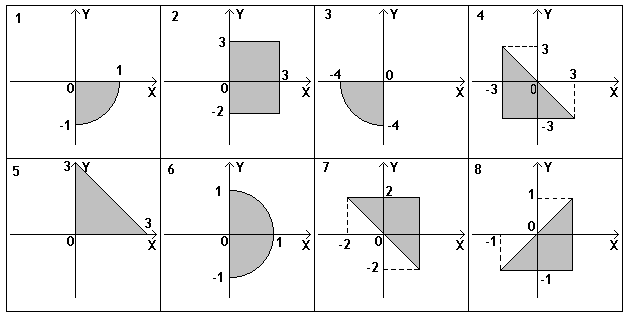 1 Y 1 0 X -1
2 Y 3 3 0 X -2
3 Y -4 0 X -4
4 Y 3 3 -3 0 X -3
5 3 Y 3 0 X
6 Y 1 0 1 X -1
7 Y 2 -2 0 X -2
8 Y 1 0 -1 X -1